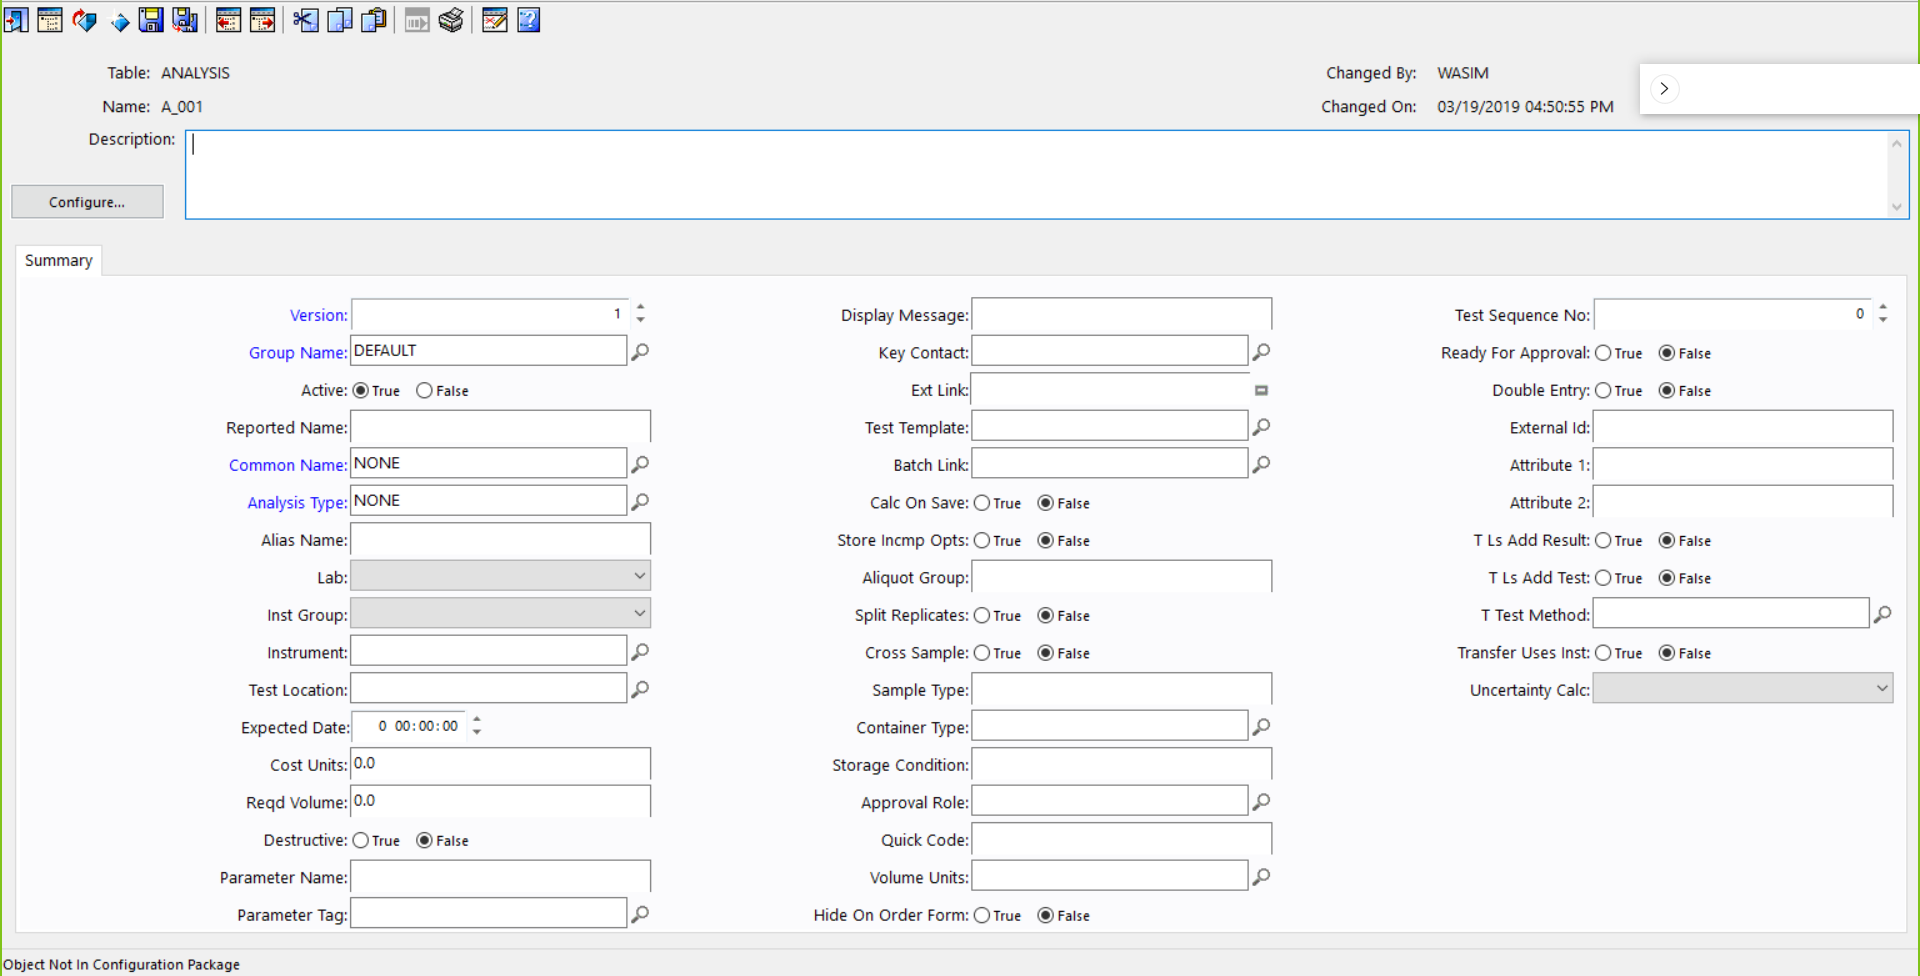 Table: ANALYSIS
Changed By: WASIM
Name: A_001
Changed On: 03/19/2019 04:50:55 PM
Description:
Configure...
Summary
Version: 1
Group Name: DEFAULT
Active: True False
Reported Name:
Common Name: NONE
Analysis Type: NONE
Alias Name:
Lab:
Inst Group:
Instrument:
Test Location:
Expected Date: 0 00:00:00
Cost Units: 0.0
Reqd Volume: 0.0
Destructive: True False
Parameter Name:
Parameter Tag:
Display Message:
Key Contact:
Ext Link:
Test Template:
Batch Link:
Calc On Save: True False
Store Incmp Opts: True False
Aliquot Group:
Split Replicates: True False
Cross Sample: True False
Sample Type:
Container Type:
Storage Condition:
Approval Role:
Quick Code:
Volume Units:
Hide On Order Form: True False
Test Sequence No: 0
Ready For Approval: True False
Double Entry: True False
External Id:
Attribute 1:
Attribute 2:
T Ls Add Result: True False
T Ls Add Test: True False
T Test Method:
Transfer Uses Inst: True False
Uncertainty Calc:
Object Not In Configuration Package